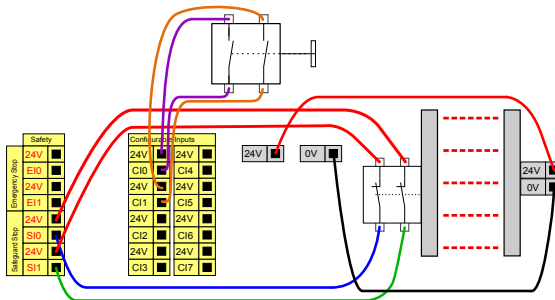 Safety
Emergency Stop
24V
EI0
24V
EI1
Safeguard Stop
24V
SI0
24V
SI1
Configurable Inputs
24V 24V
CI0 CI4
24V 24V
CI1 CI5
24V 24V
CI2 CI6
24V 24V
CI3 CI7
24V 0V
24V
0V